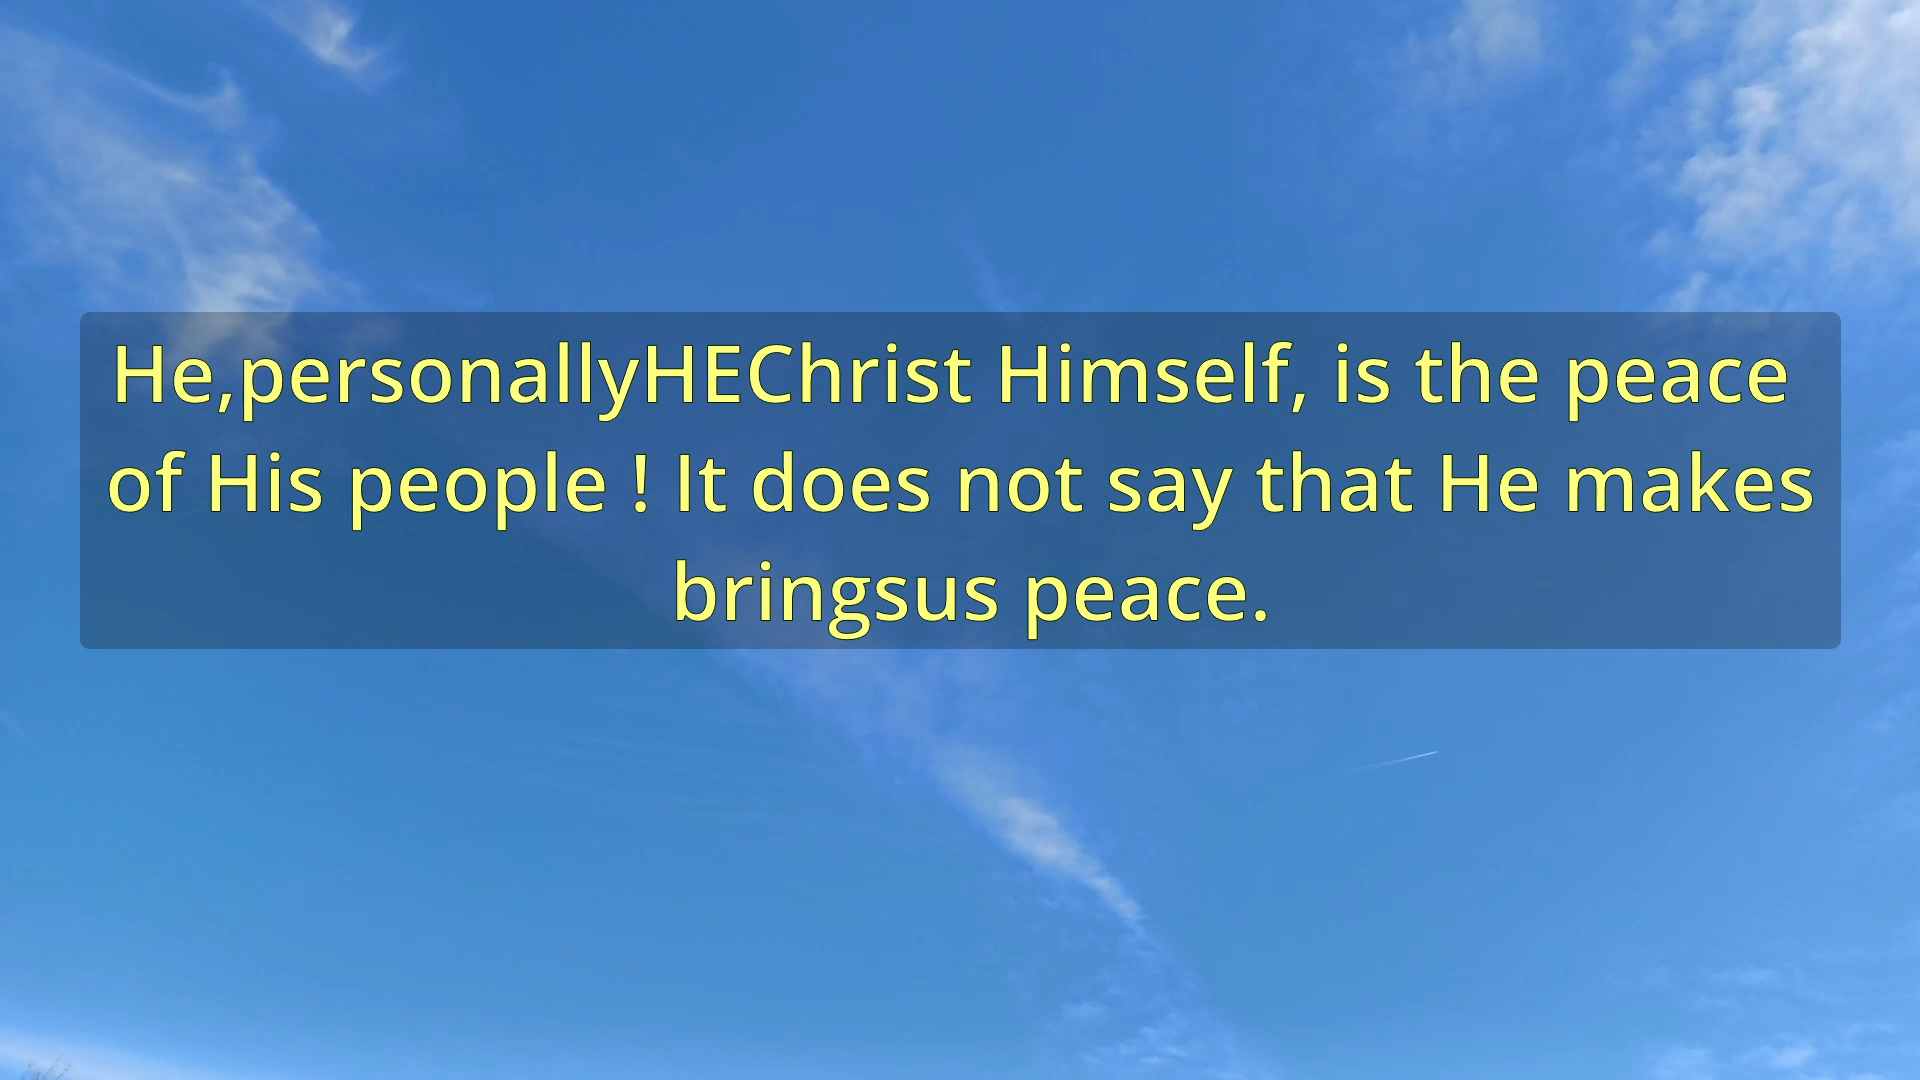 He,personallyHEChrist Himself, is the peace
of His people ! It does not say that He makes
bringsus peace.